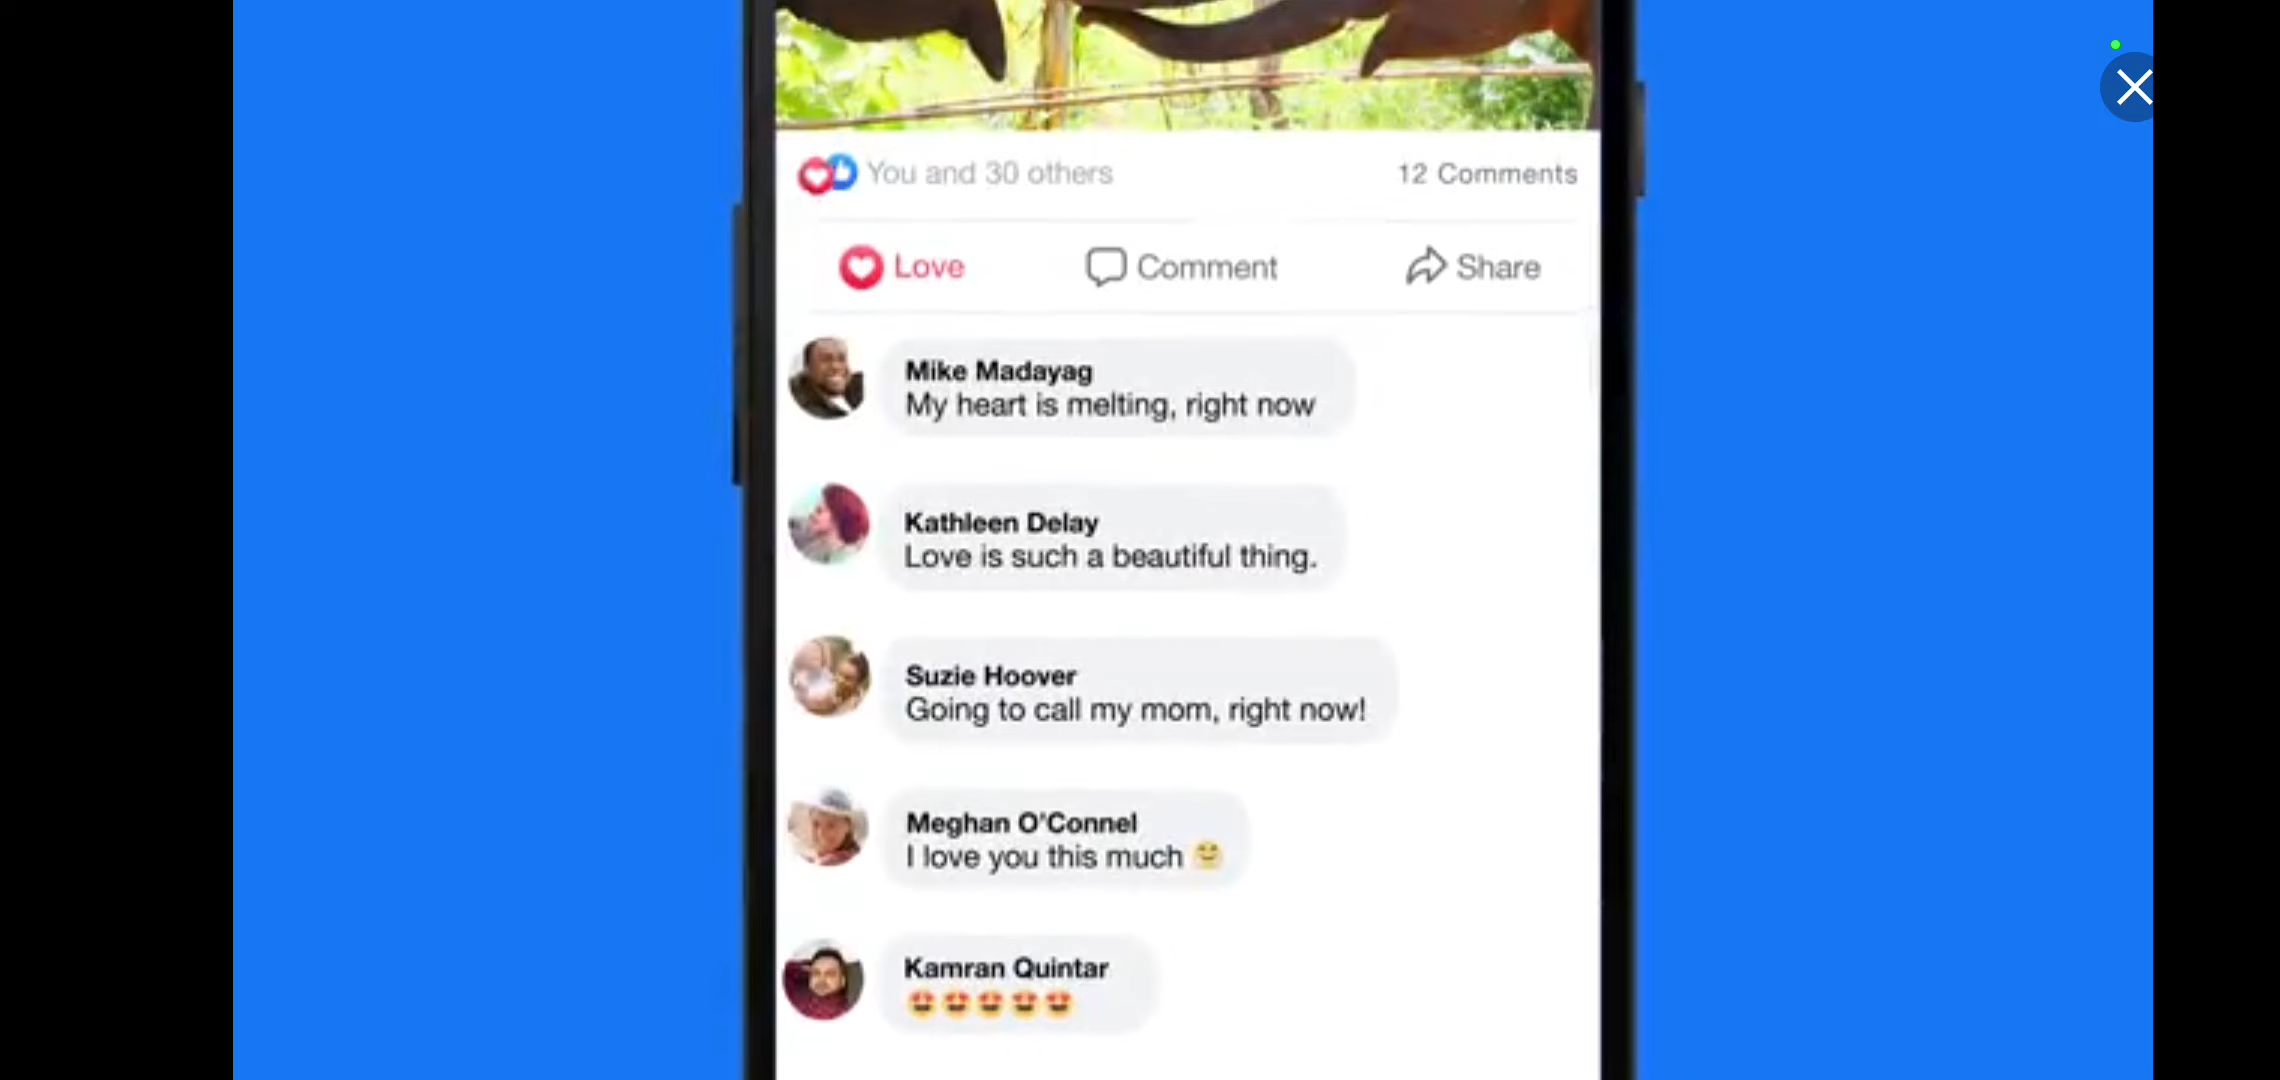 You and 30 others
12 Comments
Love
Comment
Share
Mike Madayag
My heart is melting, right now
Kathleen Delay
Love is such a beautiful thing.
Suzie Hoover
Going to call my mom, right now!
Meghan O'Connel
I love you this much 😊
Kamran Quintar
😍😍😍😍😍